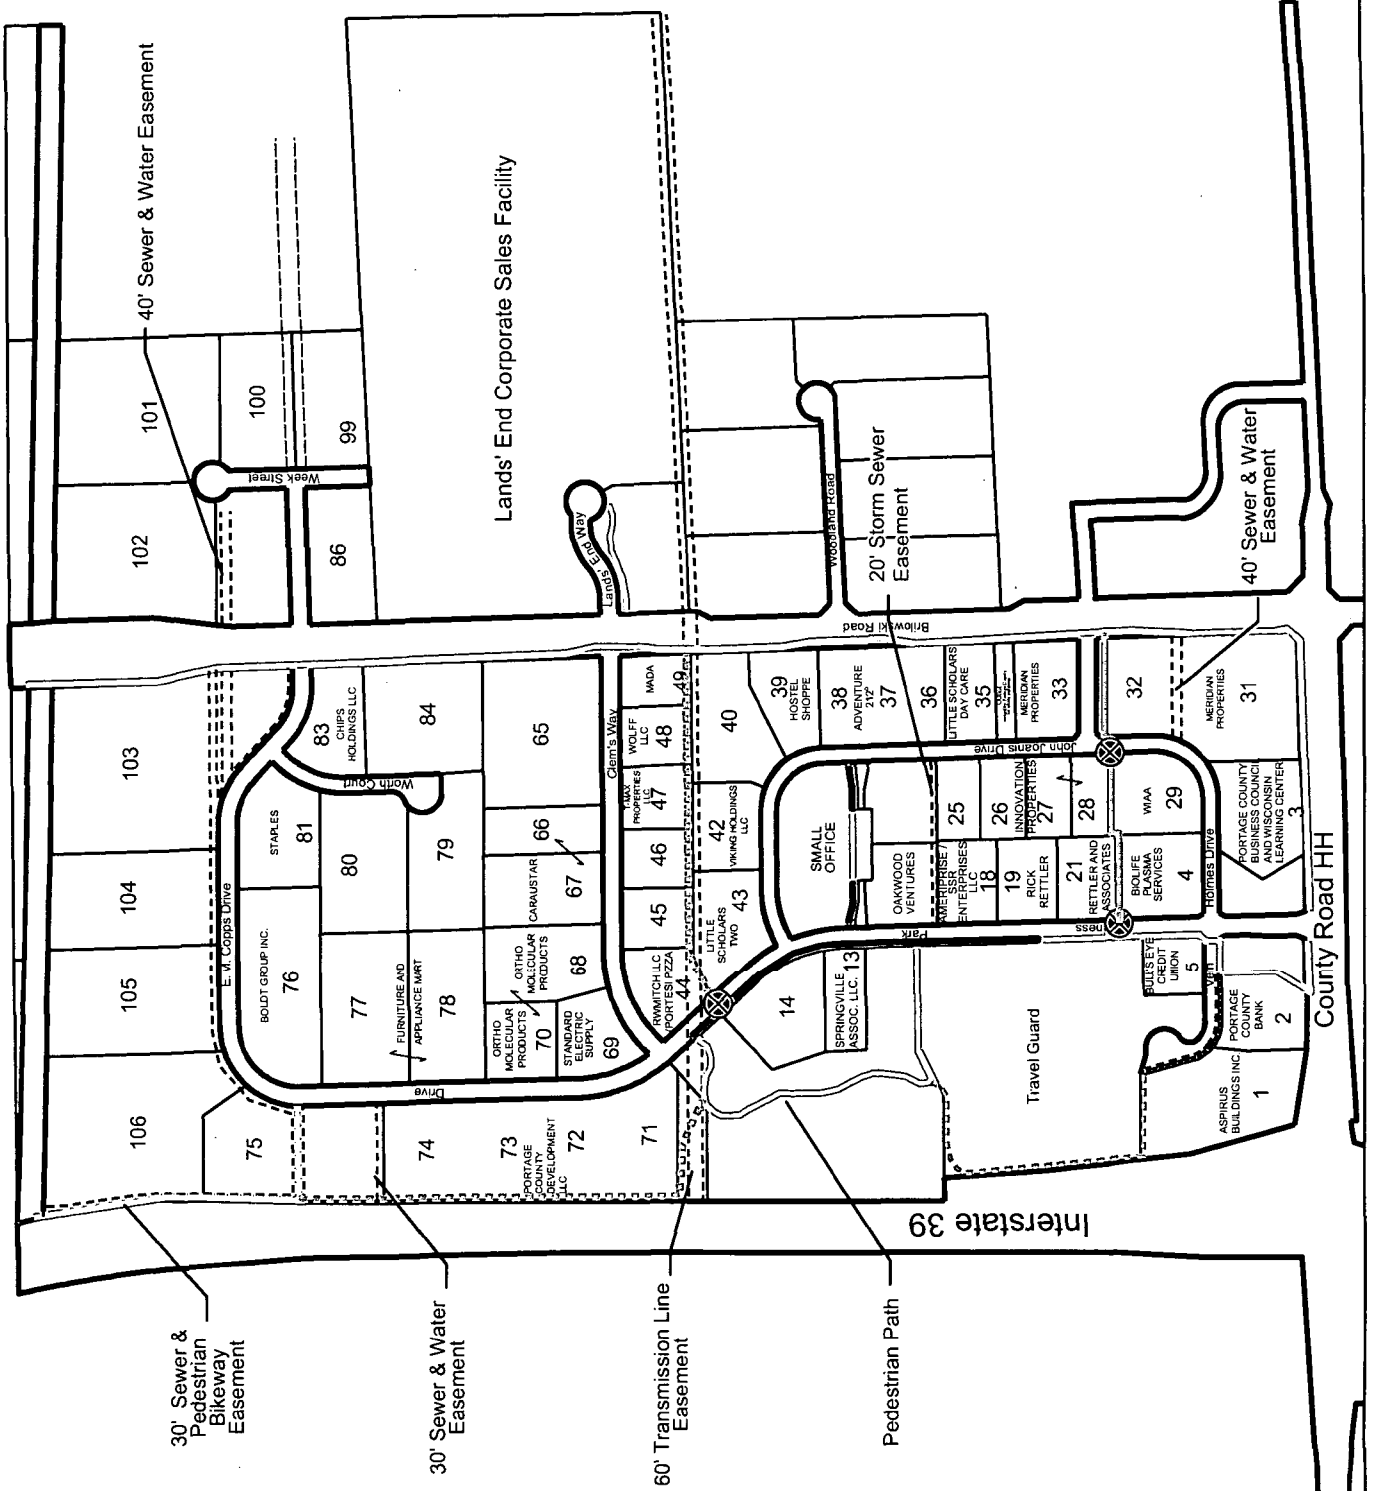 40' Sewer & Water Easement
101
100
99
Week Street
102
86
Lands' End Corporate Sales Facility
Lands' End Way
Woodland Road
20' Storm Sewer
Easement
40' Sewer & Water
Easement
Brilowski Road
103
104
105
106
E. M. Copps Drive
83
CHIPS
HOLDINGS LLC
84
Worth Court
STAPLES
81
80
79
BOLDT GROUP INC.
76
77
FURNITURE AND
APPLIANCE MART
78
65
66
CARAUSTAR
67
ORTHO
MOLECULAR
PRODUCTS
68
ORTHO
MOLECULAR
PRODUCTS
70
STANDARD
ELECTRIC
SUPPLY
69
Clem's Way
MADA
49
WOLFF
LLC
48
T-MAX
PROPERTIES
LLC
47
46
45
RWMITCH LLC
/PORTESI PZZA
44
40
39
HOSTEL
SHOPPE
42
VIKING HOLDINGS
LLC
LITTLE
SCHOLARS
TWO
43
38
ADVENTURE
212°
37
36
LITTLE SCHOLARS
DAY CARE
35
MERIDIAN
PROPERTIES
33
32
MERIDIAN
PROPERTIES
31
John Joanis Drive
SMALL
OFFICE
OAKWOOD
VENTURES
25
26
INNOVATION
PROPERTIES
27
28
WIAA
29
AMERIPRISE /
SSR
ENTERPRISES
LLC
18
19
RICK
RETTLER
21
RETTLER AND
ASSOCIATES
BIOLIFE
PLASMA
SERVICES
4
Holmes Drive
PORTAGE COUNTY
BUSINESS COUNCIL
AND WISCONSIN
LEARNING CENTER
3
Park
ness
14
SPRINGVILLE
ASSOC. LLC.
13
Travel Guard
BULL'S EYE
CREDIT
UNION
5
PORTAGE
COUNTY
BANK
2
ASPIRUS
BUILDINGS INC.
1
County Road HH
Drive
75
74
73
PORTAGE
COUNTY
DEVELOPMENT
LLC
72
71
Interstate 39
30' Sewer &
Pedestrian
Bikeway
Easement
30' Sewer & Water
Easement
60' Transmission Line
Easement
Pedestrian Path